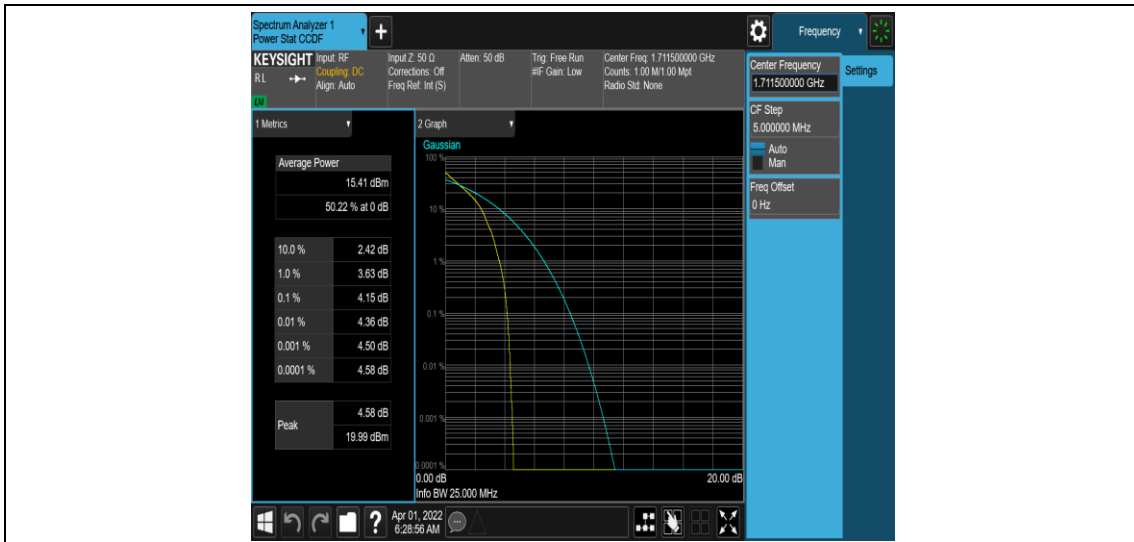 Spectrum Analyzer 1
Power Stat CCDF
Frequency
KEYSIGHT
RL
LXI
Input: RF
Coupling: DC
Align: Auto
Input Z: 50 Ω
Corrections: Off
Freq Ref: Int (S)
Atten: 50 dB
Trig: Free Run
#IF Gain: Low
Center Freq: 1.711500000 GHz
Counts: 1.00 M/1.00 Mpt
Radio Std: None
Center Frequency
1.711500000 GHz
Settings
CF Step
5.000000 MHz
Auto
Man
Freq Offset
0 Hz
1 Metrics
Average Power
15.41 dBm
50.22 % at 0 dB
10.0 % 2.42 dB
1.0 % 3.63 dB
0.1 % 4.15 dB
0.01 % 4.36 dB
0.001 % 4.50 dB
0.0001 % 4.58 dB
Peak
4.58 dB
19.99 dBm
2 Graph
Gaussian
100 %
10 %
1 %
0.1 %
0.01 %
0.001 %
0.0001 %
0.00 dB 20.00 dB
Info BW 25.000 MHz
?
Apr 01, 2022
6:28:56 AM